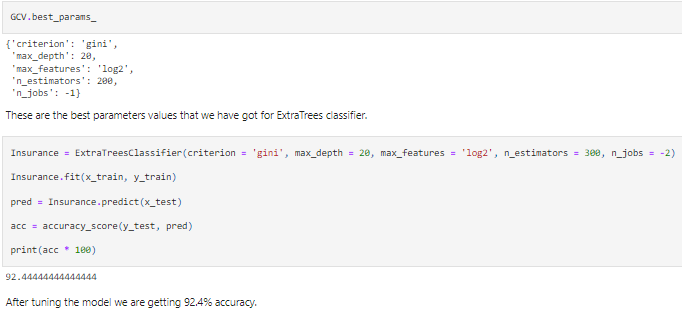 GCV.best_params_
{'criterion': 'gini',
'max_depth': 20,
'max_features': 'log2',
'n_estimators': 200,
'n_jobs': -1}
These are the best parameters values that we have got for ExtraTrees classifier.
Insurance = ExtraTreesClassifier(criterion = 'gini', max_depth = 20, max_features = 'log2', n_estimators = 300, n_jobs = -2)
Insurance.fit(x_train, y_train)
pred = Insurance.predict(x_test)
acc = accuracy_score(y_test, pred)
print(acc * 100)
92.44444444444444
After tuning the model we are getting 92.4% accuracy.